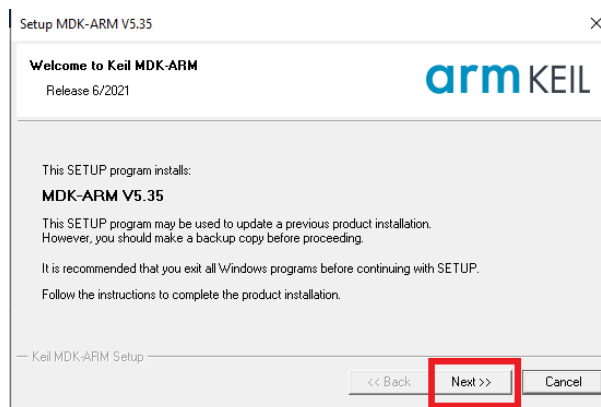 Setup MDK-ARM V5.35
Welcome to Keil MDK-ARM
Release 6/2021
arm KEIL
This SETUP program installs:
MDK-ARM V5.35
This SETUP program may be used to update a previous product installation.
However, you should make a backup copy before proceeding.
It is recommended that you exit all Windows programs before continuing with SETUP.
Follow the instructions to complete the product installation.
Keil MDK-ARM Setup
<< Back Next >> Cancel